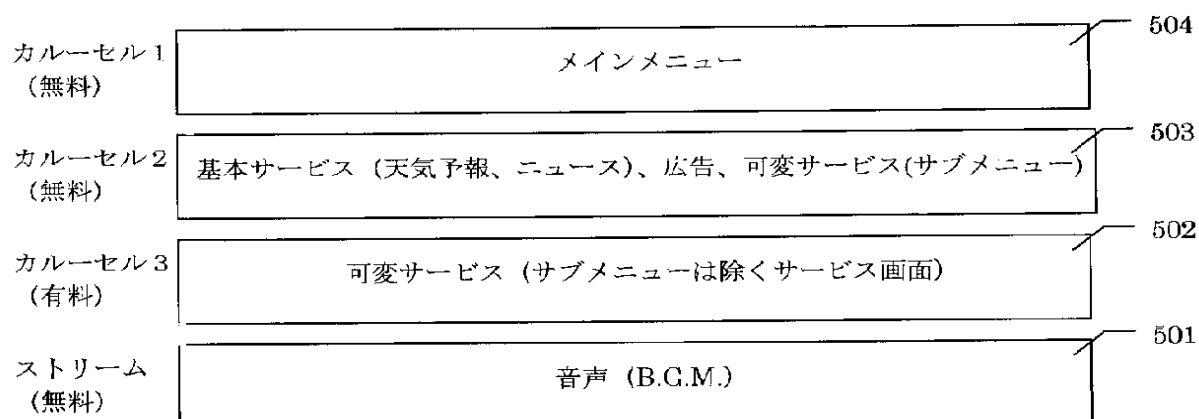 504
カルーセル1
(無料)
メインメニュー
503
カルーセル2
(無料)
基本サービス (天気予報、ニュース)、広告、可変サービス(サブメニュー)
502
カルーセル3
(有料)
可変サービス (サブメニューは除くサービス画面)
501
ストリーム
(無料)
音声 (B.G.M.)